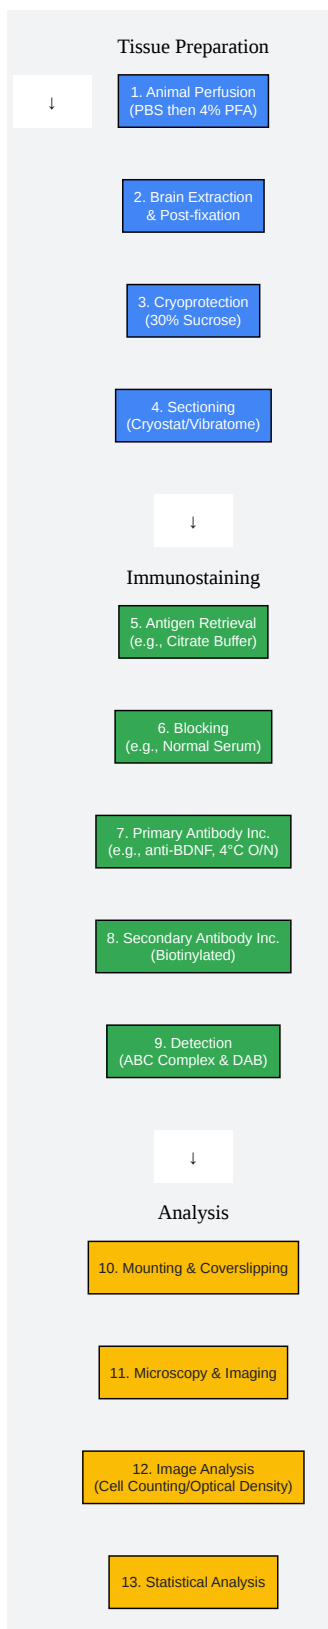 Tissue Preparation
↓
1. Animal Perfusion
(PBS then 4% PFA)
2. Brain Extraction
& Post-fixation
3. Cryoprotection
(30% Sucrose)
4. Sectioning
(Cryostat/Vibratome)
↓
Immunostaining
5. Antigen Retrieval
(e.g., Citrate Buffer)
6. Blocking
(e.g., Normal Serum)
7. Primary Antibody Inc.
(e.g., anti-BDNF, 4°C O/N)
8. Secondary Antibody Inc.
(Biotinylated)
9. Detection
(ABC Complex & DAB)
↓
Analysis
10. Mounting & Coverslipping
11. Microscopy & Imaging
12. Image Analysis
(Cell Counting/Optical Density)
13. Statistical Analysis